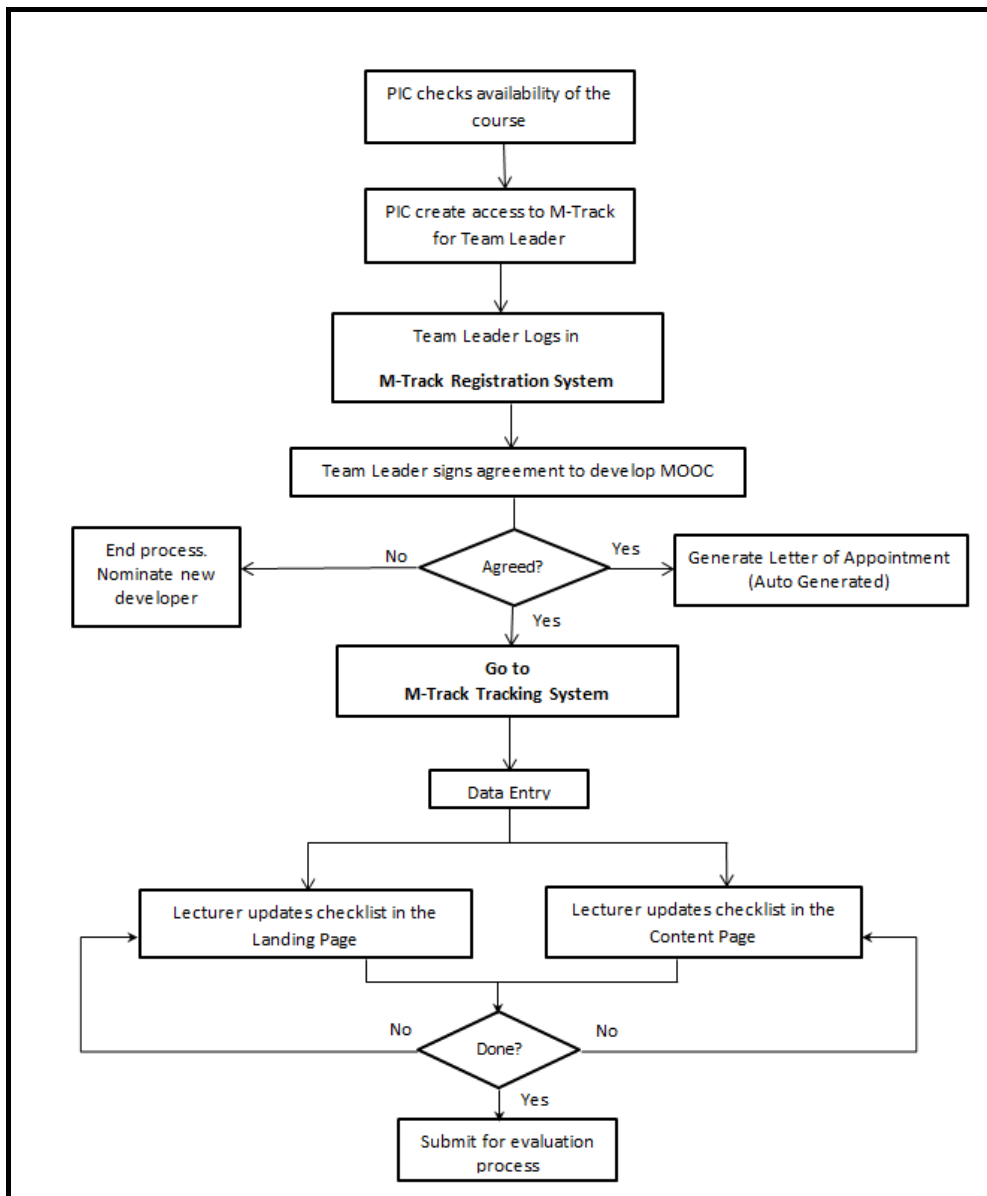 PIC checks availability of the
course
PIC create access to M-Track
for Team Leader
Team Leader Logs in
M-Track Registration System
Team Leader signs agreement to develop MOOC
End process.
Nominate new
developer
No
Agreed?
Yes
Generate Letter of Appointment
(Auto Generated)
Yes
Go to
M-Track Tracking System
Data Entry
Lecturer updates checklist in the
Landing Page
Lecturer updates checklist in the
Content Page
No
Done?
No
Yes
Submit for evaluation
process